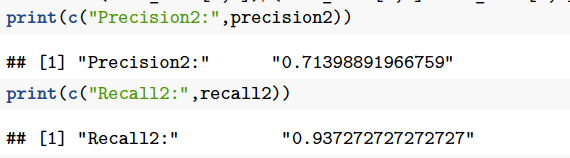 print(c("Precision2:",precision2))
## [1] "Precision2:"      "0.71398891966759"
print(c("Recall2:",recall2))
## [1] "Recall2:"         "0.937272727272727"